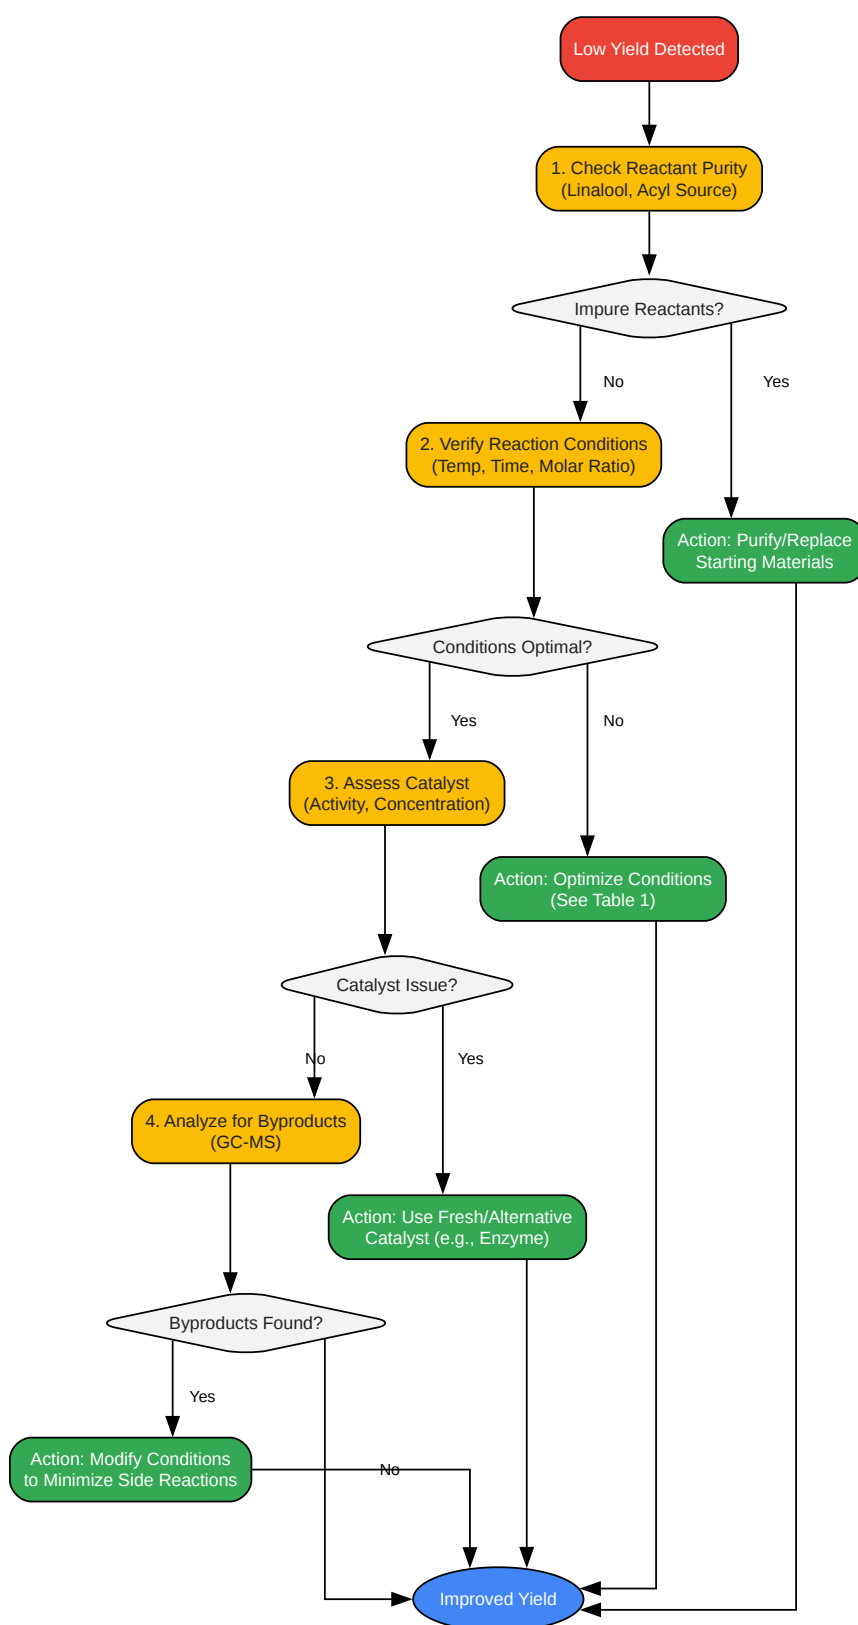 Low Yield Detected
1. Check Reactant Purity
(Linalool, Acyl Source)
Impure Reactants?
No
Yes
2. Verify Reaction Conditions
(Temp, Time, Molar Ratio)
Action: Purify/Replace
Starting Materials
Conditions Optimal?
Yes
No
3. Assess Catalyst
(Activity, Concentration)
Action: Optimize Conditions
(See Table 1)
Catalyst Issue?
No
Yes
4. Analyze for Byproducts
(GC-MS)
Action: Use Fresh/Alternative
Catalyst (e.g., Enzyme)
Byproducts Found?
Yes
Action: Modify Conditions
to Minimize Side Reactions
No
Improved Yield